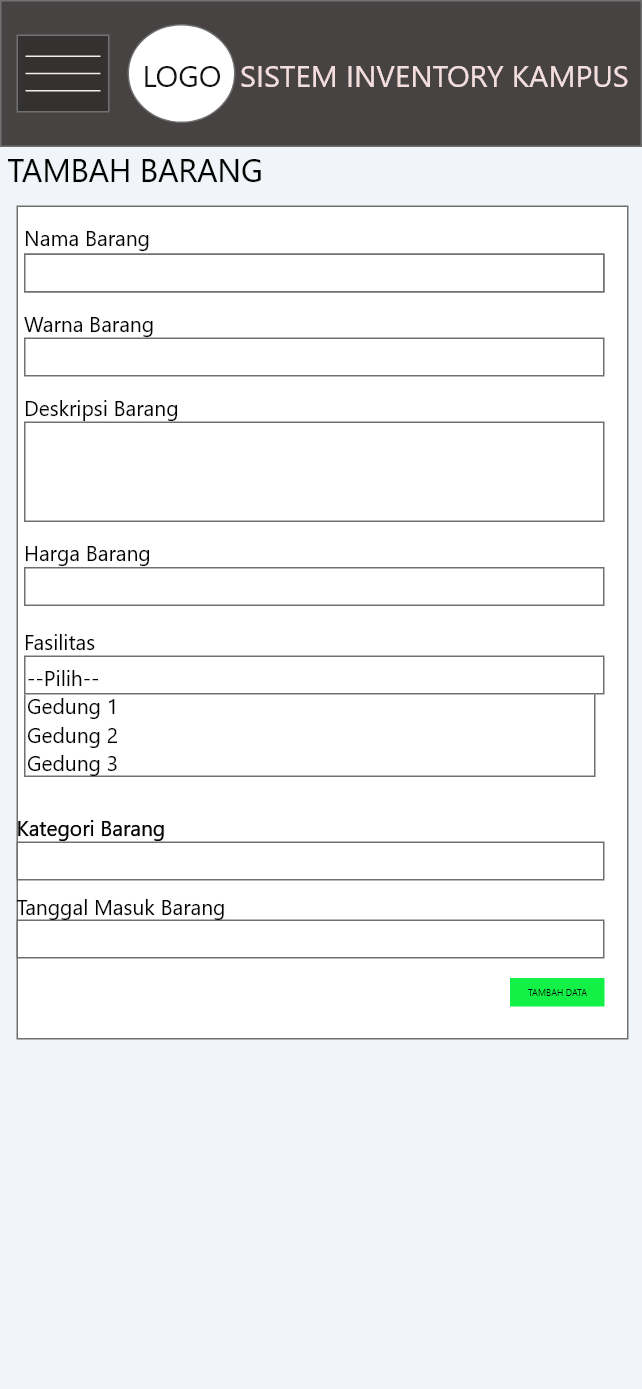 LOGO SISTEM INVENTORY KAMPUS
TAMBAH BARANG
Nama Barang
Warna Barang
Deskripsi Barang
Harga Barang
Fasilitas
--Pilih--
Gedung 1
Gedung 2
Gedung 3
Kategori Barang
Tanggal Masuk Barang
TAMBAH DATA